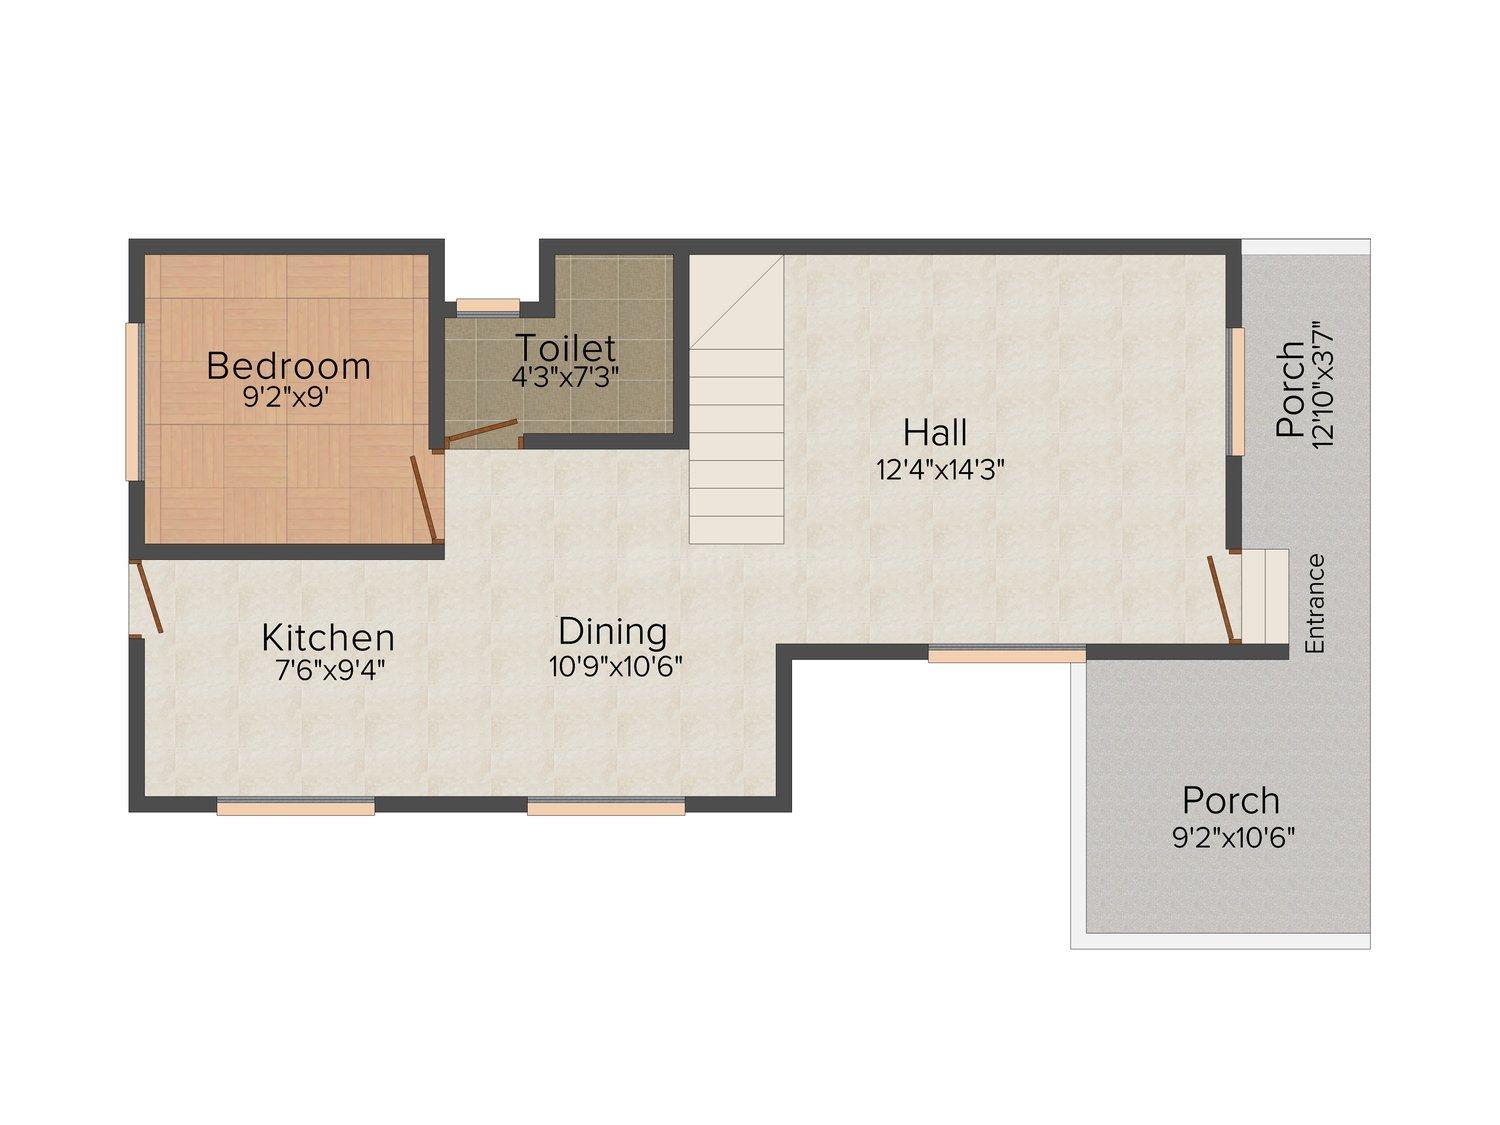 Bedroom
9'2"x9'
Toilet
4'3"x7'3"
Hall
12'4"x14'3"
Porch
12'10"x3'7"
Entrance
Kitchen
7'6"x9'4"
Dining
10'9"x10'6"
Porch
9'2"x10'6"